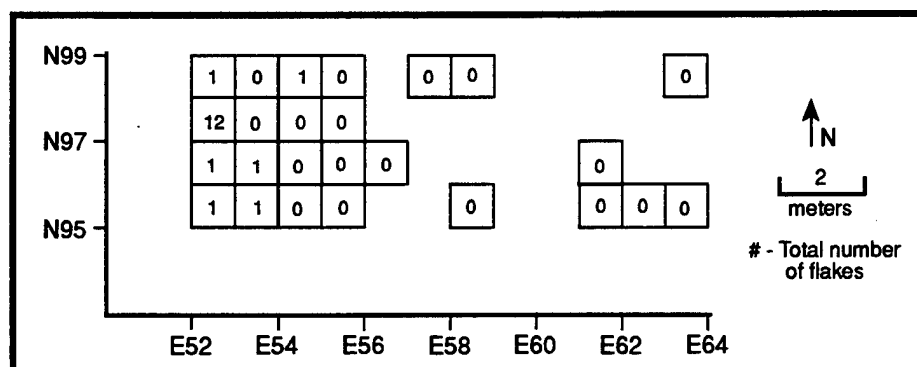 N99
1 0 1 0 0 0 0
12 0 0 0
N97
N
1 1 0 0 0 0
2
meters
1 1 0 0 0 0 0 0
N95
# - Total number
of flakes
E52 E54 E56 E58 E60 E62 E64